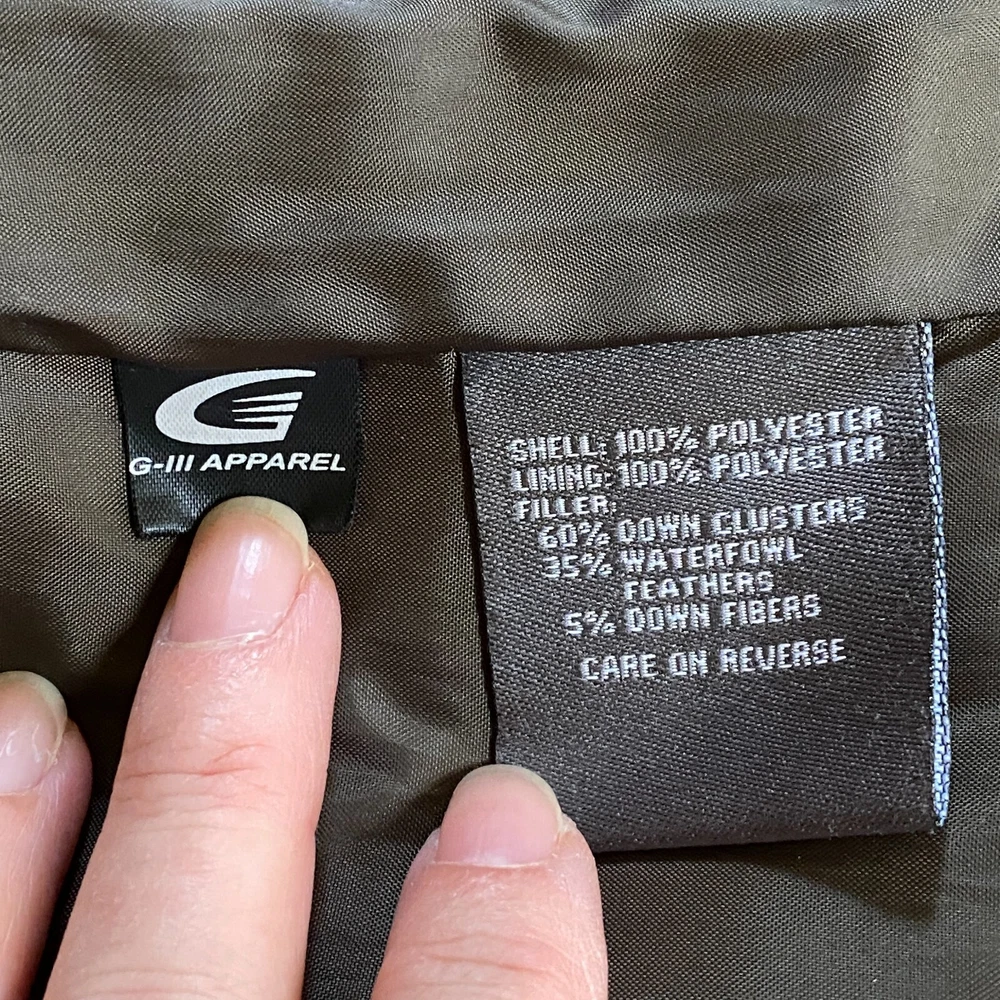 G-III APPAREL
SHELL: 100% POLYESTER
LINING: 100% POLYESTER
FILLER:
60% DOWN CLUSTERS
35% WATERFOWL
FEATHERS
5% DOWN FIBERS
CARE ON REVERSE